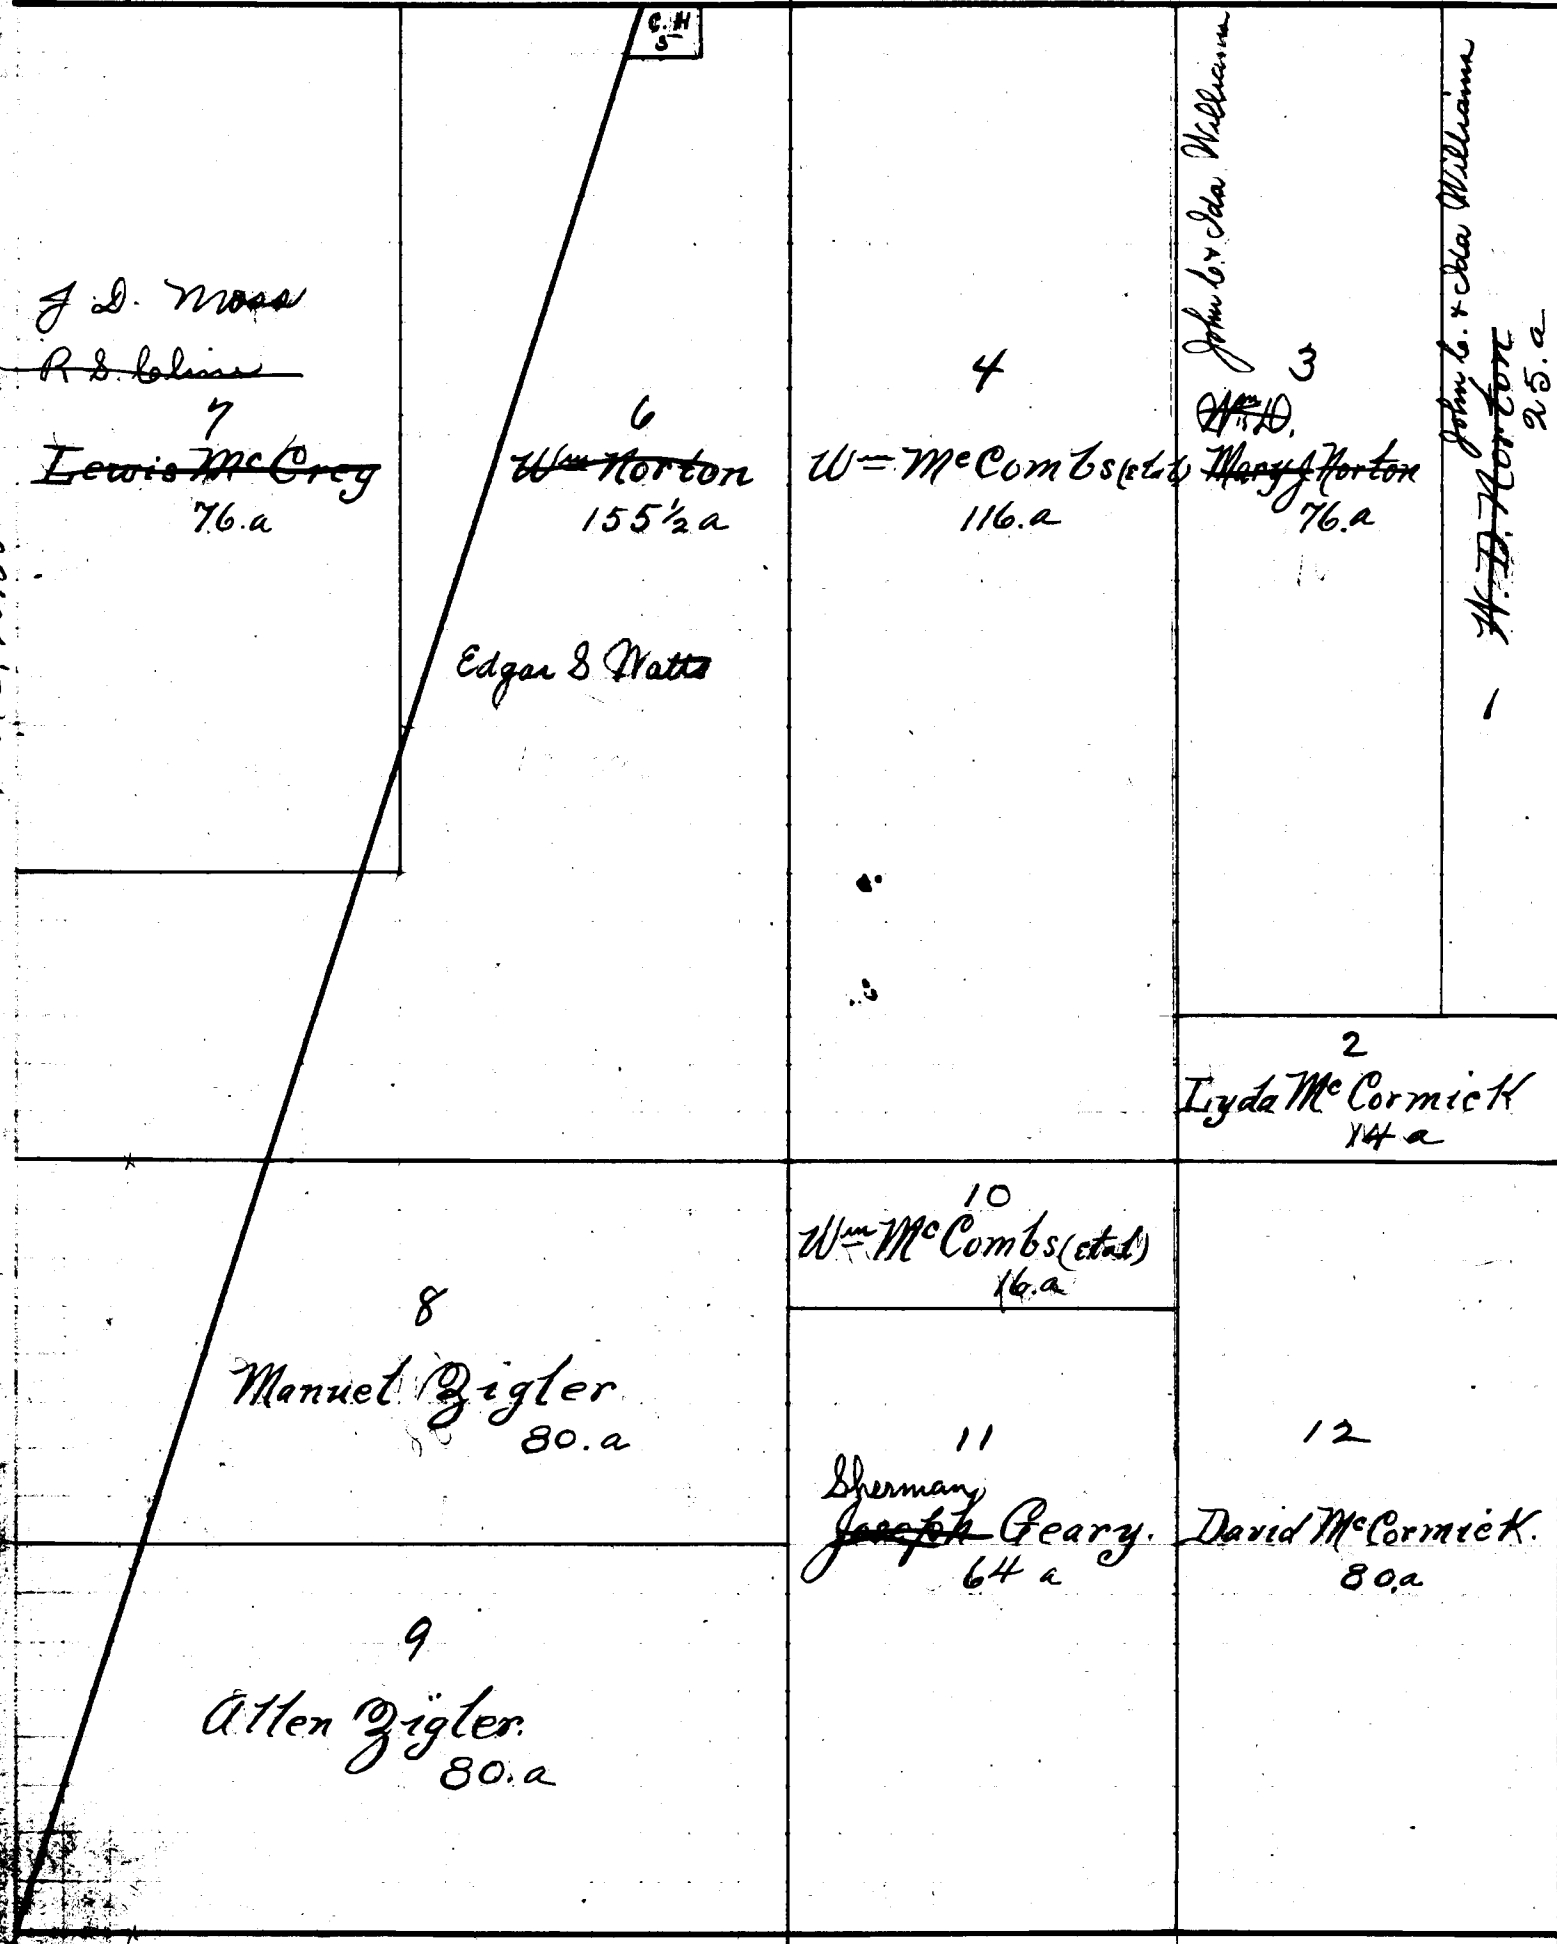 C. H
5
J. D. Moss
R. S. Cline
7
Lewis McCrey
76.a
6
Wm Norton
155½ a
Edgar S Watts
4
Wm McCombs (etal)
116.a
John C. & Ida Williams
3
Wm D.
Mary J Norton
76.a
John C. & Ida Williams
W. D. Norton
25.a
1
2
Lyda McCormick
14 a
10
Wm McCombs (etal)
16.a
8
Manuel Zigler
80.a
11
Sherman
Joseph Geary.
64 a
12
David McCormick.
80.a
9
Allen Zigler.
80.a